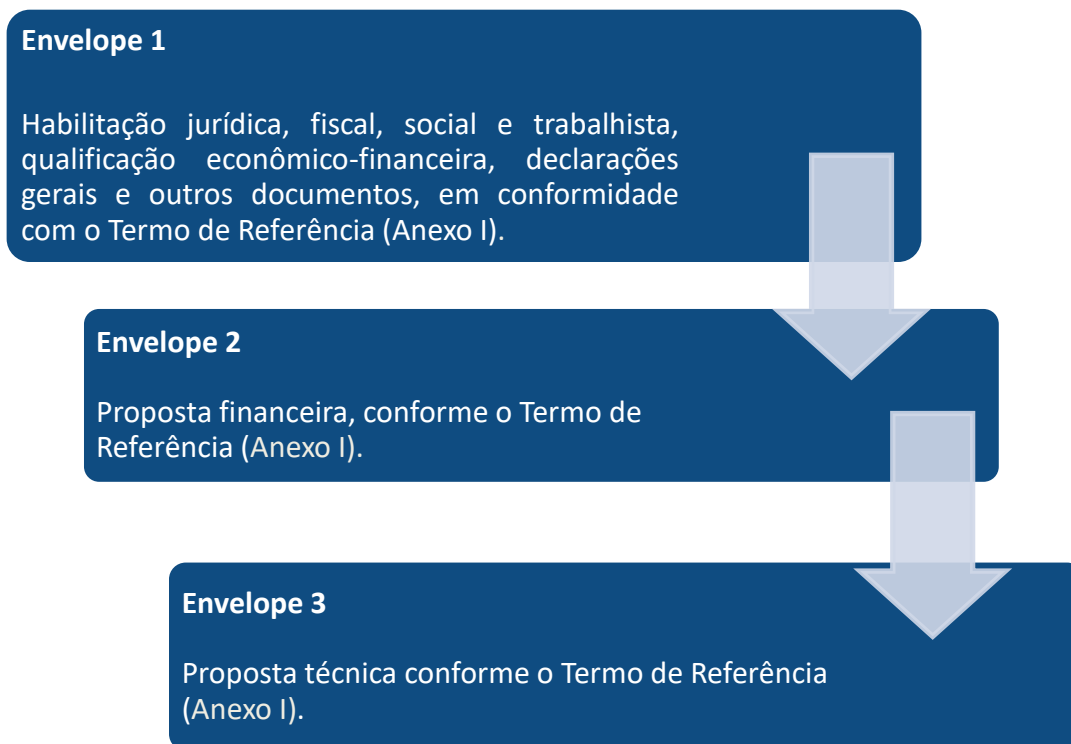 Envelope 1
Habilitação jurídica, fiscal, social e trabalhista,
qualificação econômico-financeira, declarações
gerais e outros documentos, em conformidade
com o Termo de Referência (Anexo I).
Envelope 2
Proposta financeira, conforme o Termo de
Referência (Anexo I).
Envelope 3
Proposta técnica conforme o Termo de Referência
(Anexo I).